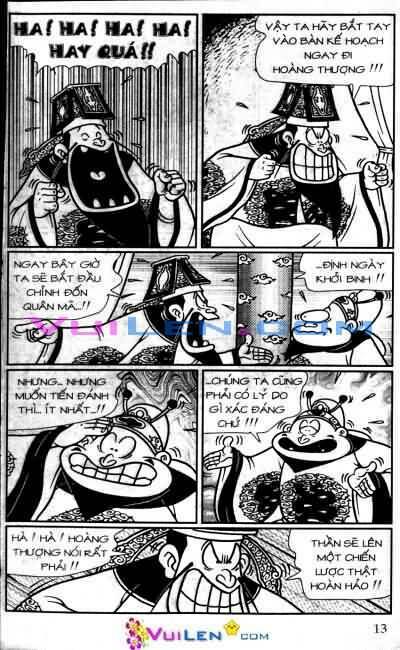 HA! HA! HA! HA!
HAY QUÁ!!
VẬY TA HÃY BẮT TAY
VÀO BÀN KẾ HOẠCH
NGAY ĐI
HOÀNG THƯỢNG !!!
NGAY BÂY GIỜ
TA SẼ BẮT ĐẦU
CHỈNH ĐỐN
QUÂN MÃ...!!
...ĐỊNH NGÀY
KHỞI BINH !!
VUILEN.COM
NHƯNG... NHƯNG
MUỐN TIẾN ĐÁNH
THÌ... ÍT NHẤT...!!
...CHÚNG TA CŨNG
PHẢI CÓ LÝ DO
GÌ XÁC ĐÁNG
CHỨ !!!
HÀ ! HÀ ! HOÀNG
THƯỢNG NÓI RẤT
PHẢI !!
THẦN SẼ LÊN
MỘT CHIẾN
LƯỢC THẬT
HOÀN HẢO !!
13
VUILEN.COM